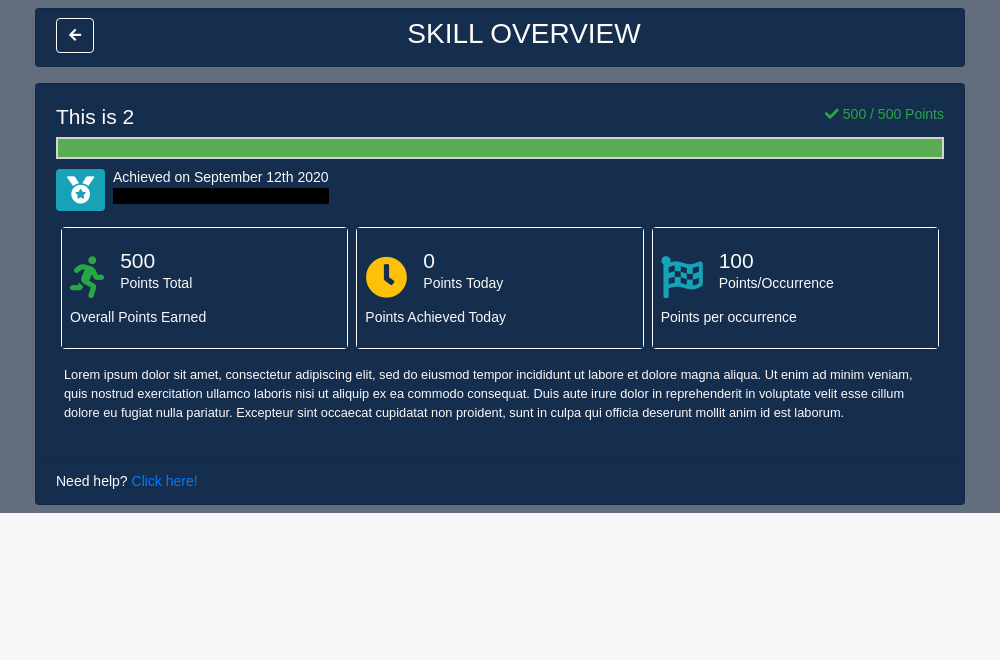 SKILL OVERVIEW
This is 2
500 / 500 Points
Achieved on September 12th 2020
500
Points Total
Overall Points Earned
0
Points Today
Points Achieved Today
100
Points/Occurrence
Points per occurrence
Lorem ipsum dolor sit amet, consectetur adipiscing elit, sed do eiusmod tempor incididunt ut labore et dolore magna aliqua. Ut enim ad minim veniam,
quis nostrud exercitation ullamco laboris nisi ut aliquip ex ea commodo consequat. Duis aute irure dolor in reprehenderit in voluptate velit esse cillum
dolore eu fugiat nulla pariatur. Excepteur sint occaecat cupidatat non proident, sunt in culpa qui officia deserunt mollit anim id est laborum.
Need help? Click here!